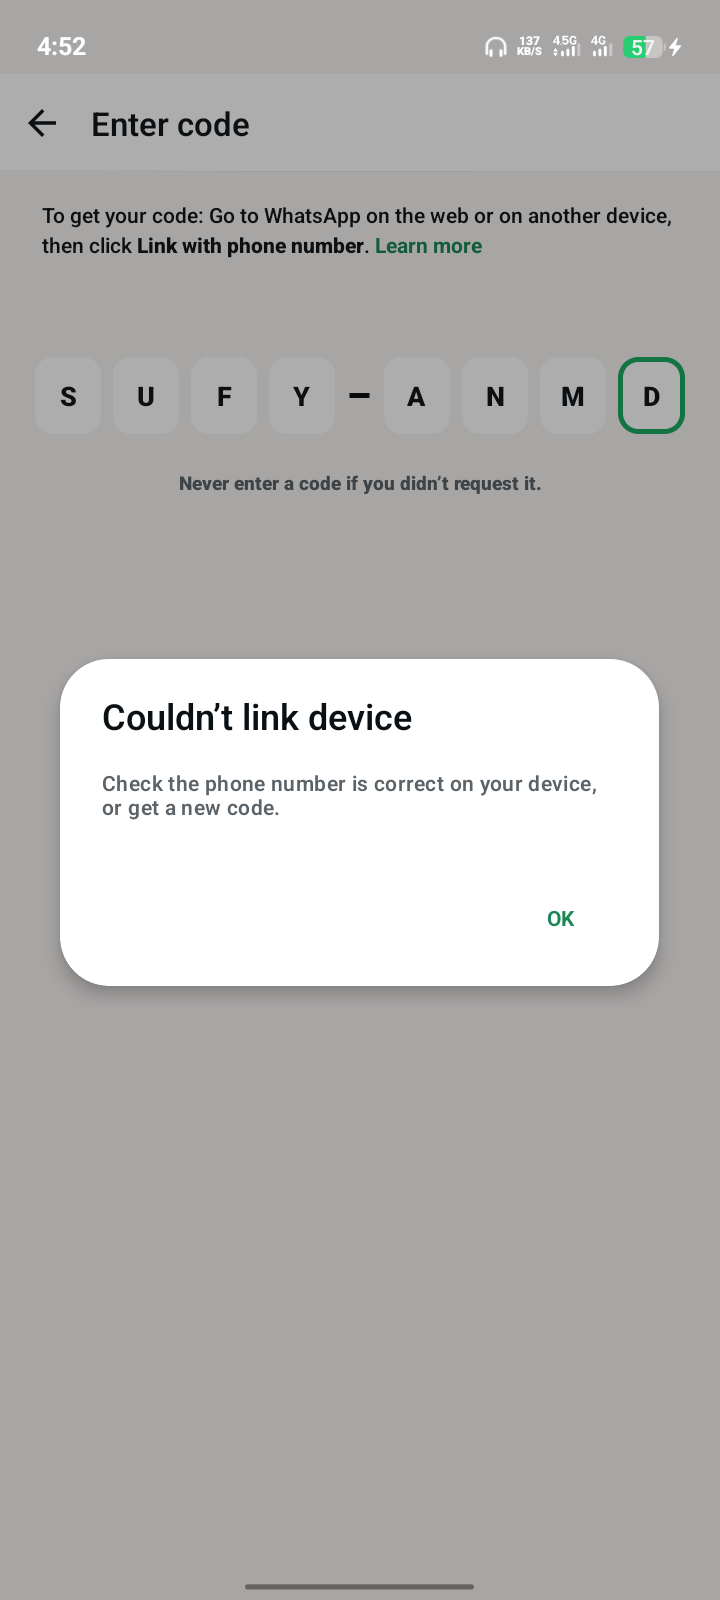 4:52
137
KB/S
4.5G
4G
57
Enter code
To get your code: Go to WhatsApp on the web or on another device,
then click Link with phone number. Learn more
S U F Y – A N M D
Never enter a code if you didn’t request it.
Couldn’t link device
Check the phone number is correct on your device,
or get a new code.
OK